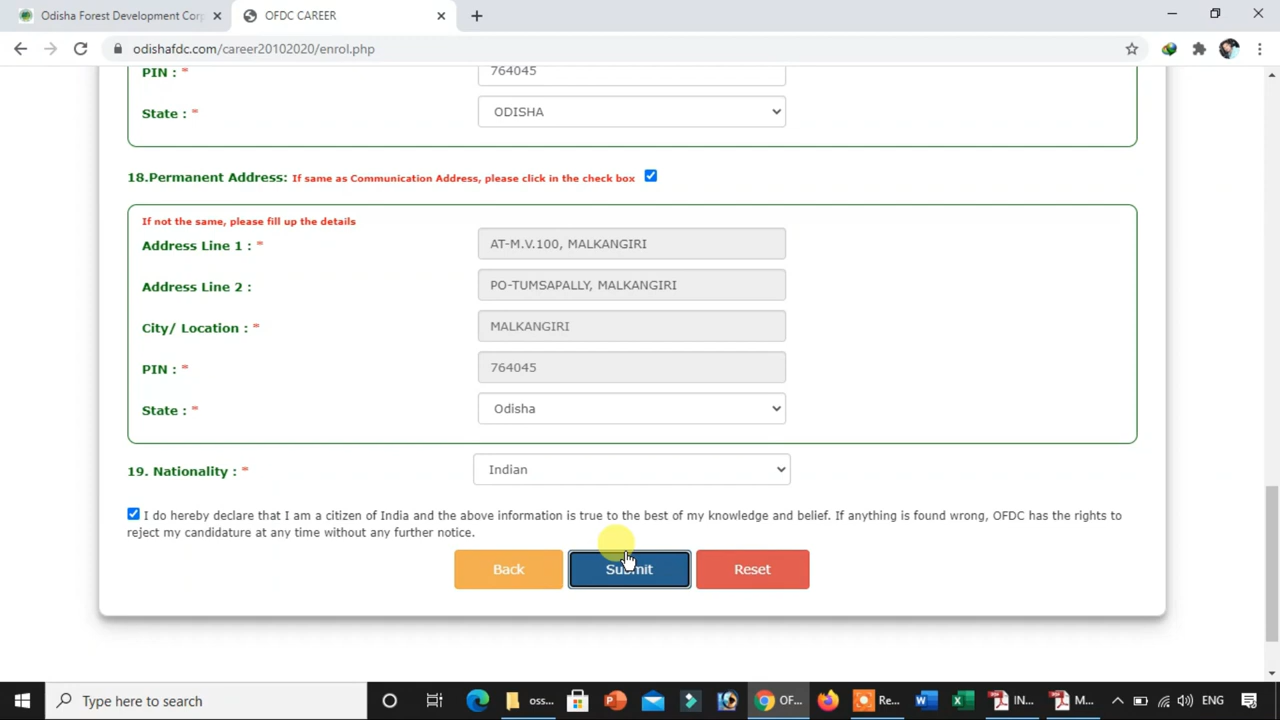 Odisha Forest Development Corp
OFDC CAREER
odishafdc.com/career20102020/enrol.php
PIN : * 764045
State : * ODISHA
18.Permanent Address: If same as Communication Address, please click in the check box
If not the same, please fill up the details
Address Line 1 : * AT-M.V.100, MALKANGIRI
Address Line 2 : PO-TUMSAPALLY, MALKANGIRI
City/ Location : * MALKANGIRI
PIN : * 764045
State : * Odisha
19. Nationality : * Indian
I do hereby declare that I am a citizen of India and the above information is true to the best of my knowledge and belief. If anything is found wrong, OFDC has the rights to
reject my candidature at any time without any further notice.
Back Submit Reset
Type here to search oss... OF... Re... IN... M... ENG